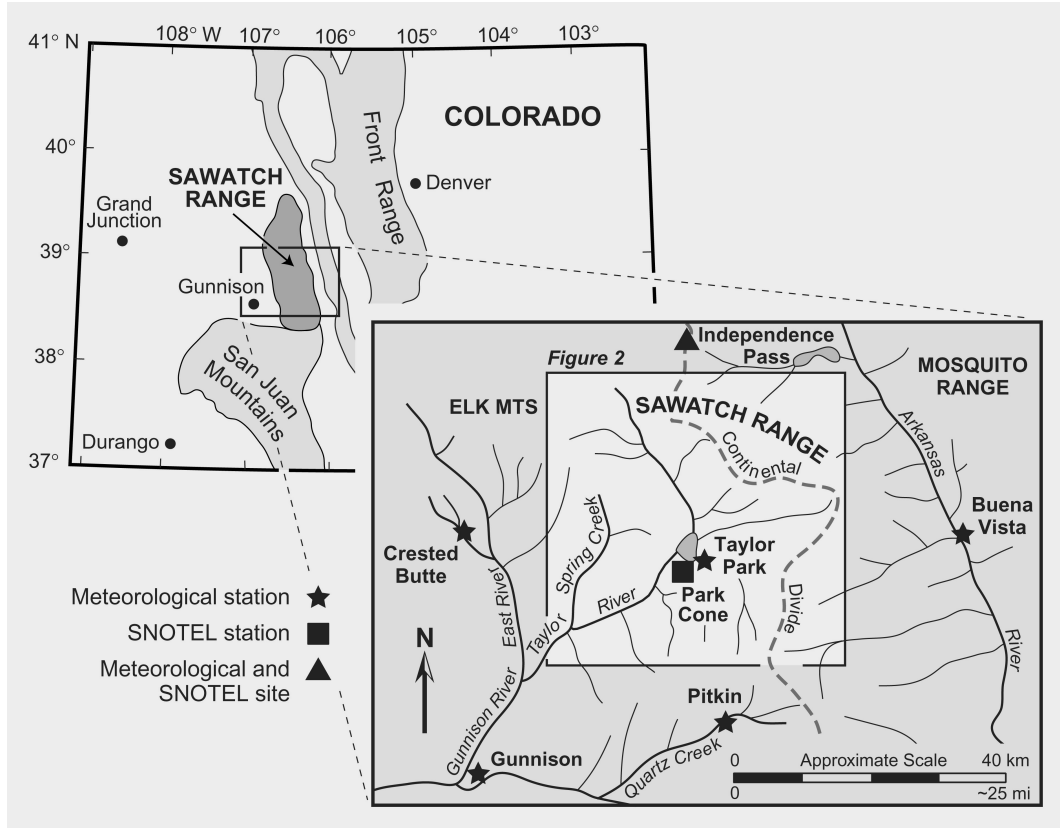 41° N
108° W
107°
106°
105°
104°
103°
COLORADO
40°
Front Range
Denver
SAWATCH
RANGE
Grand
Junction
39°
Gunnison
38°
San Juan
Mountains
Durango
37°
Independence
Pass
Figure 2
MOSQUITO
RANGE
ELK MTS
SAWATCH RANGE
Continental
Arkansas
Buena
Vista
Crested
Butte
Spring Creek
Taylor
Park
Park
Cone
East River
Taylor River
Divide
River
Meteorological station
SNOTEL station
Meteorological and
SNOTEL site
N
Gunnison River
Pitkin
Gunnison
Quartz Creek
0 Approximate Scale 40 km
0 ~25 mi